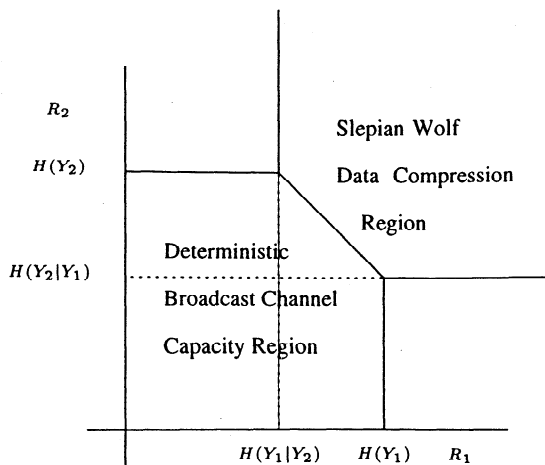 R₂
Slepian Wolf
H(Y₂)
Data Compression
Region
Deterministic
H(Y₂|Y₁)
Broadcast Channel
Capacity Region
H(Y₁|Y₂)
H(Y₁)
R₁